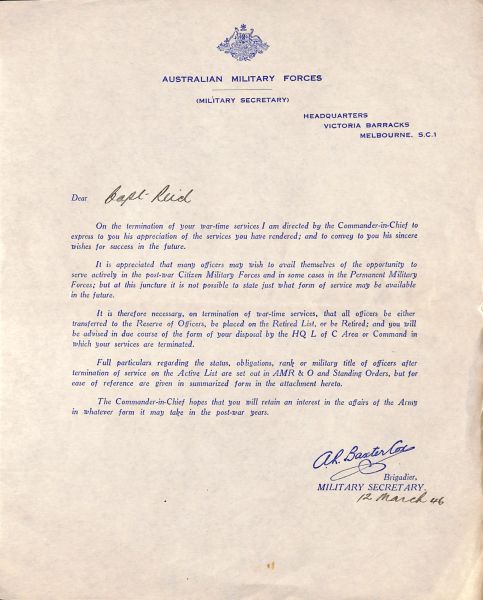 AUSTRALIAN MILITARY FORCES
(MILITARY SECRETARY)
HEADQUARTERS
VICTORIA BARRACKS
MELBOURNE, S.C.1
Dear Capt. Reid
On the termination of your war-time services I am directed by the Commander-in-Chief to
express to you his appreciation of the services you have rendered; and to convey to you his sincere
wishes for success in the future.
It is appreciated that many officers may wish to avail themselves of the opportunity to
serve actively in the post-war Citizen Military Forces and in some cases in the Permanent Military
Forces; but at this juncture it is not possible to state just what form of service may be available
in the future.
It is therefore necessary, on termination of war-time services, that all officers be either
transferred to the Reserve of Officers, be placed on the Retired List, or be Retired; and you will
be advised in due course of the form of your disposal by the HQ L of C Area or Command in
which your services are terminated.
Full particulars regarding the status, obligations, rank or military title of officers after
termination of service on the Active List are set out in AMR & O and Standing Orders, but for
ease of reference are given in summarized form in the attachment hereto.
The Commander-in-Chief hopes that you will retain an interest in the affairs of the Army
in whatever form it may take in the post-war years.
A.C. Baxter Cox
Brigadier,
MILITARY SECRETARY.
12 March 46